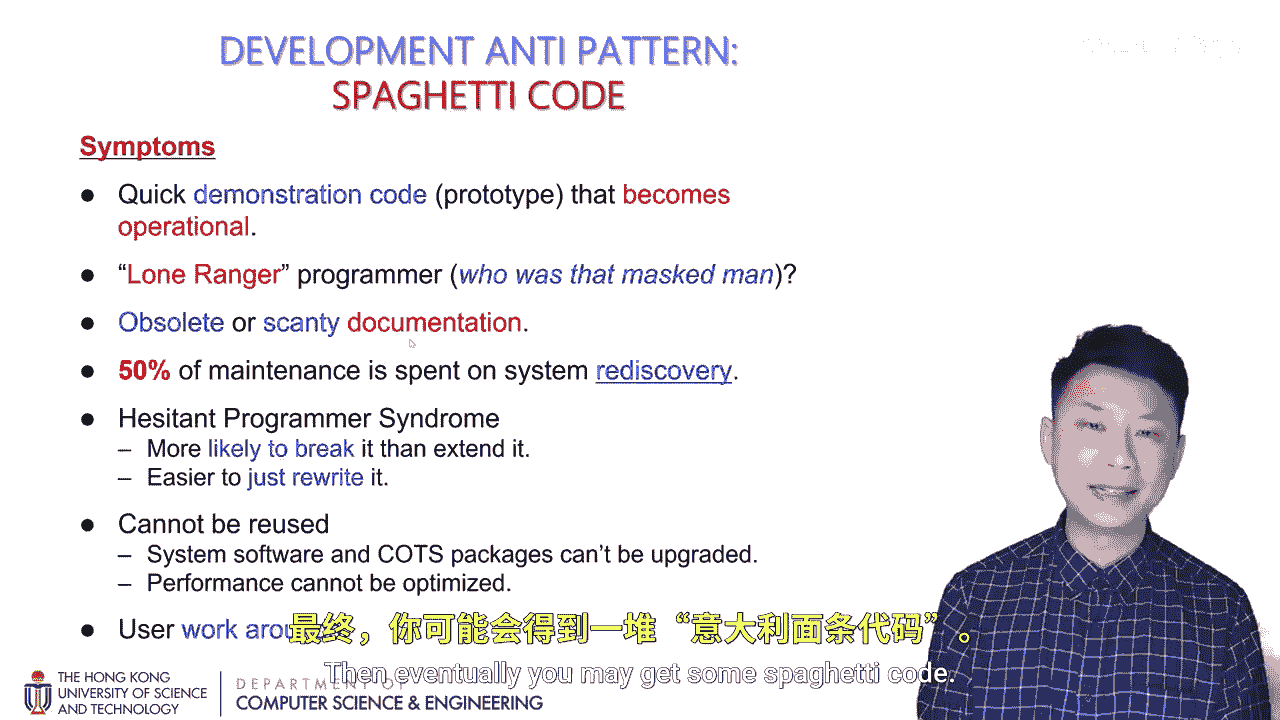 DEVELOPMENT ANTI PATTERN:
SPAGHETTI CODE
Symptoms
● Quick demonstration code (prototype) that becomes
operational.
● “Lone Ranger” programmer (who was that masked man)?
● Obsolete or scanty documentation.
● 50% of maintenance is spent on system rediscovery.
● Hesitant Programmer Syndrome
– More likely to break it than extend it.
– Easier to just rewrite it.
● Cannot be reused
– System software and COTS packages can’t be upgraded.
– Performance cannot be optimized.
● User work
最终，你可能会得到一堆“意大利面条代码”。
Then eventually you may get some spaghetti code.
THE HONG KONG
UNIVERSITY OF SCIENCE
AND TECHNOLOGY
DEPARTMENT OF
COMPUTER SCIENCE & ENGINEERING